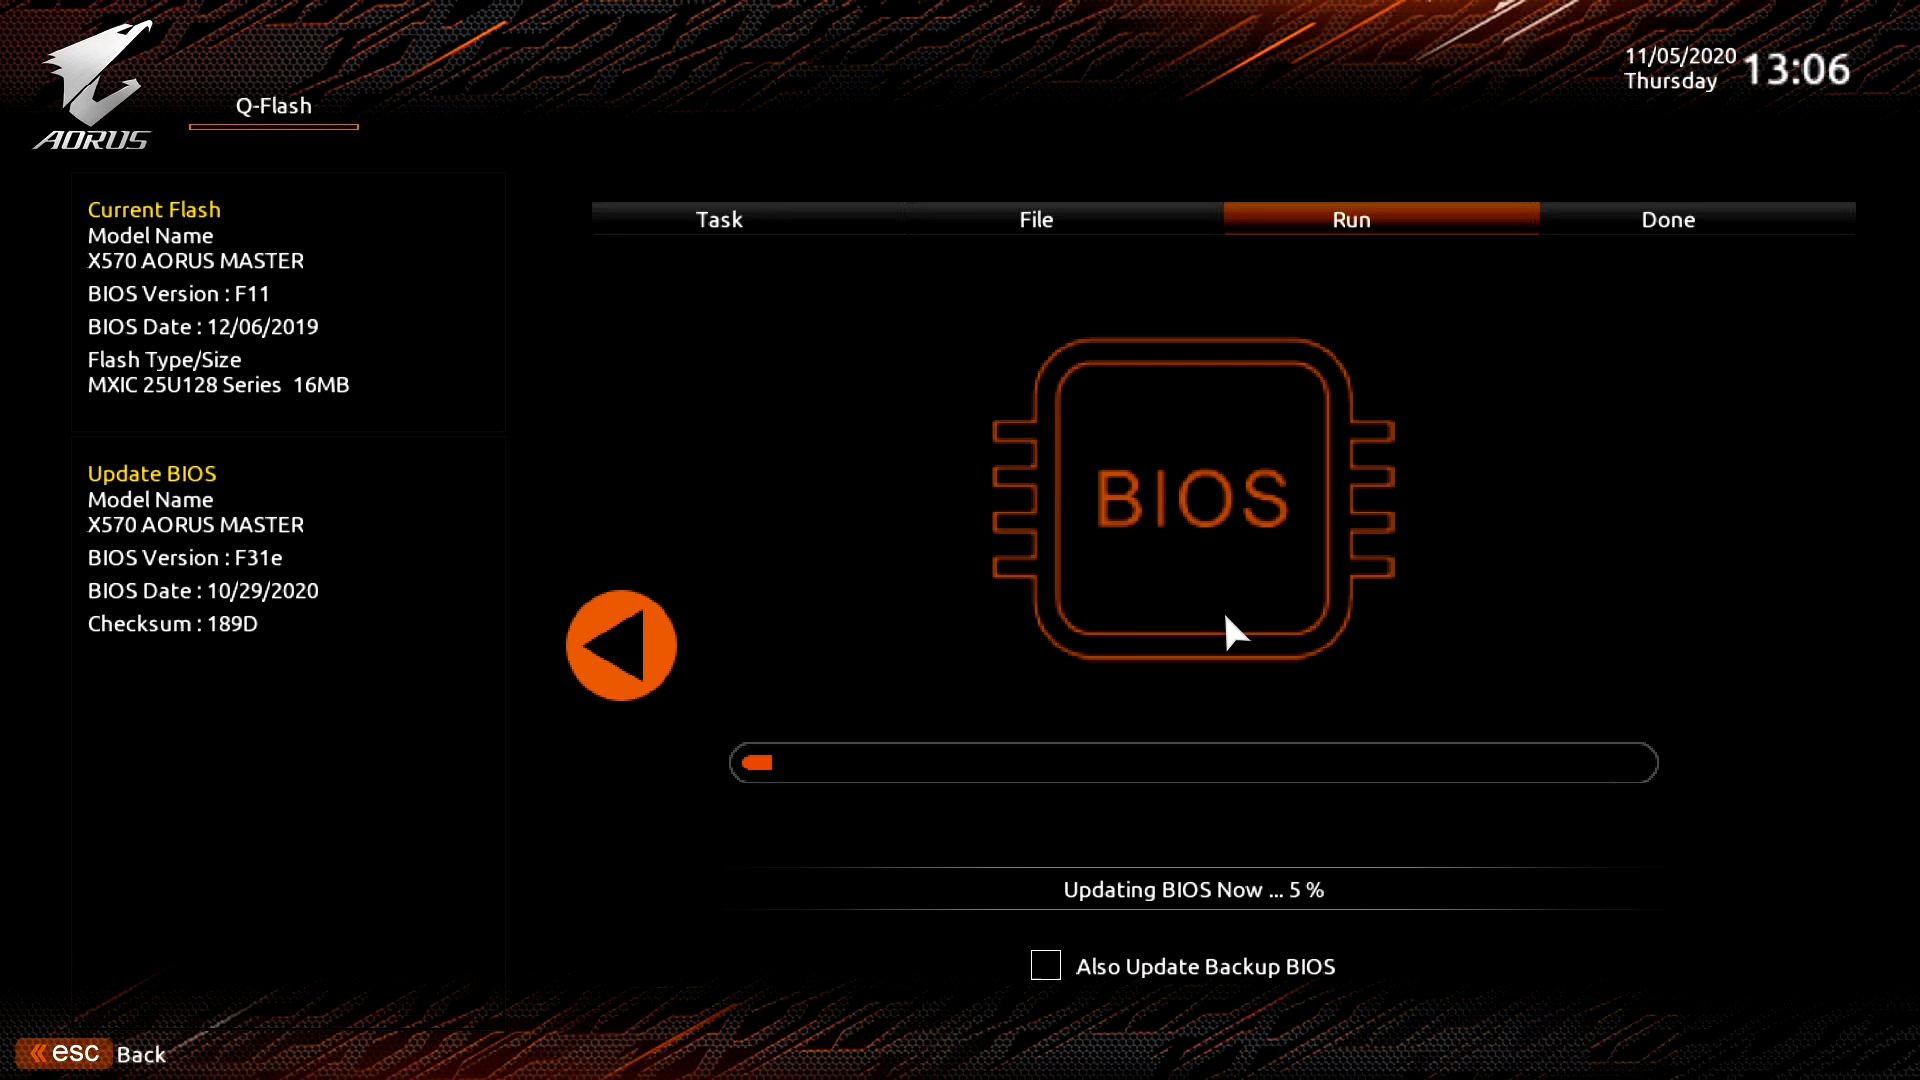 AORUS
Q-Flash
11/05/2020
Thursday
13:06
Current Flash
Model Name
X570 AORUS MASTER
BIOS Version : F11
BIOS Date : 12/06/2019
Flash Type/Size
MXIC 25U128 Series  16MB
Update BIOS
Model Name
X570 AORUS MASTER
BIOS Version : F31e
BIOS Date : 10/29/2020
Checksum : 189D
Task
File
Run
Done
BIOS
Updating BIOS Now ... 5 %
Also Update Backup BIOS
esc Back